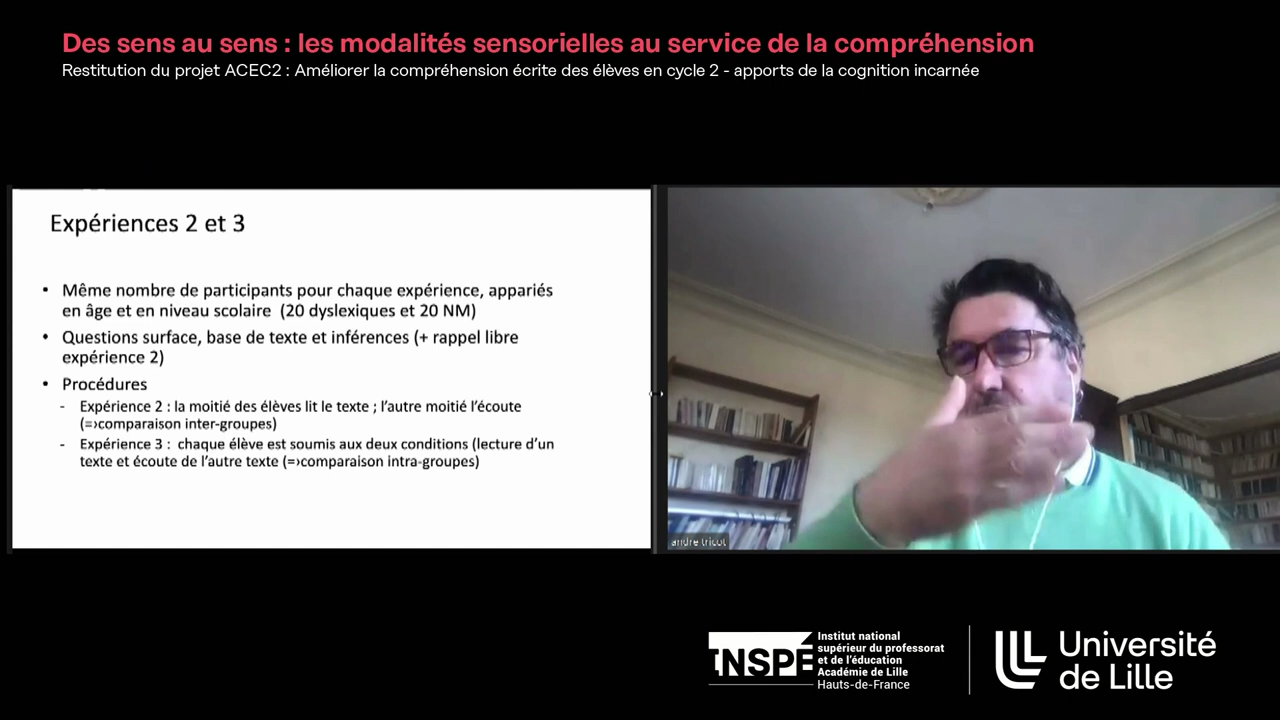 Des sens au sens : les modalités sensorielles au service de la compréhension
Restitution du projet ACEC2 : Améliorer la compréhension écrite des élèves en cycle 2 - apports de la cognition incarnée
Expériences 2 et 3
• Même nombre de participants pour chaque expérience, appariés
en âge et en niveau scolaire (20 dyslexiques et 20 NM)
• Questions surface, base de texte et inférences (+ rappel libre
expérience 2)
• Procédures
- Expérience 2 : la moitié des élèves lit le texte ; l'autre moitié l'écoute
(=›comparaison inter-groupes)
- Expérience 3 : chaque élève est soumis aux deux conditions (lecture d'un
texte et écoute de l'autre texte (=›comparaison intra-groupes)
andre tricot
INSPÉ
Institut national
supérieur du professorat
et de l'éducation
Académie de Lille
Hauts-de-France
Université
de Lille